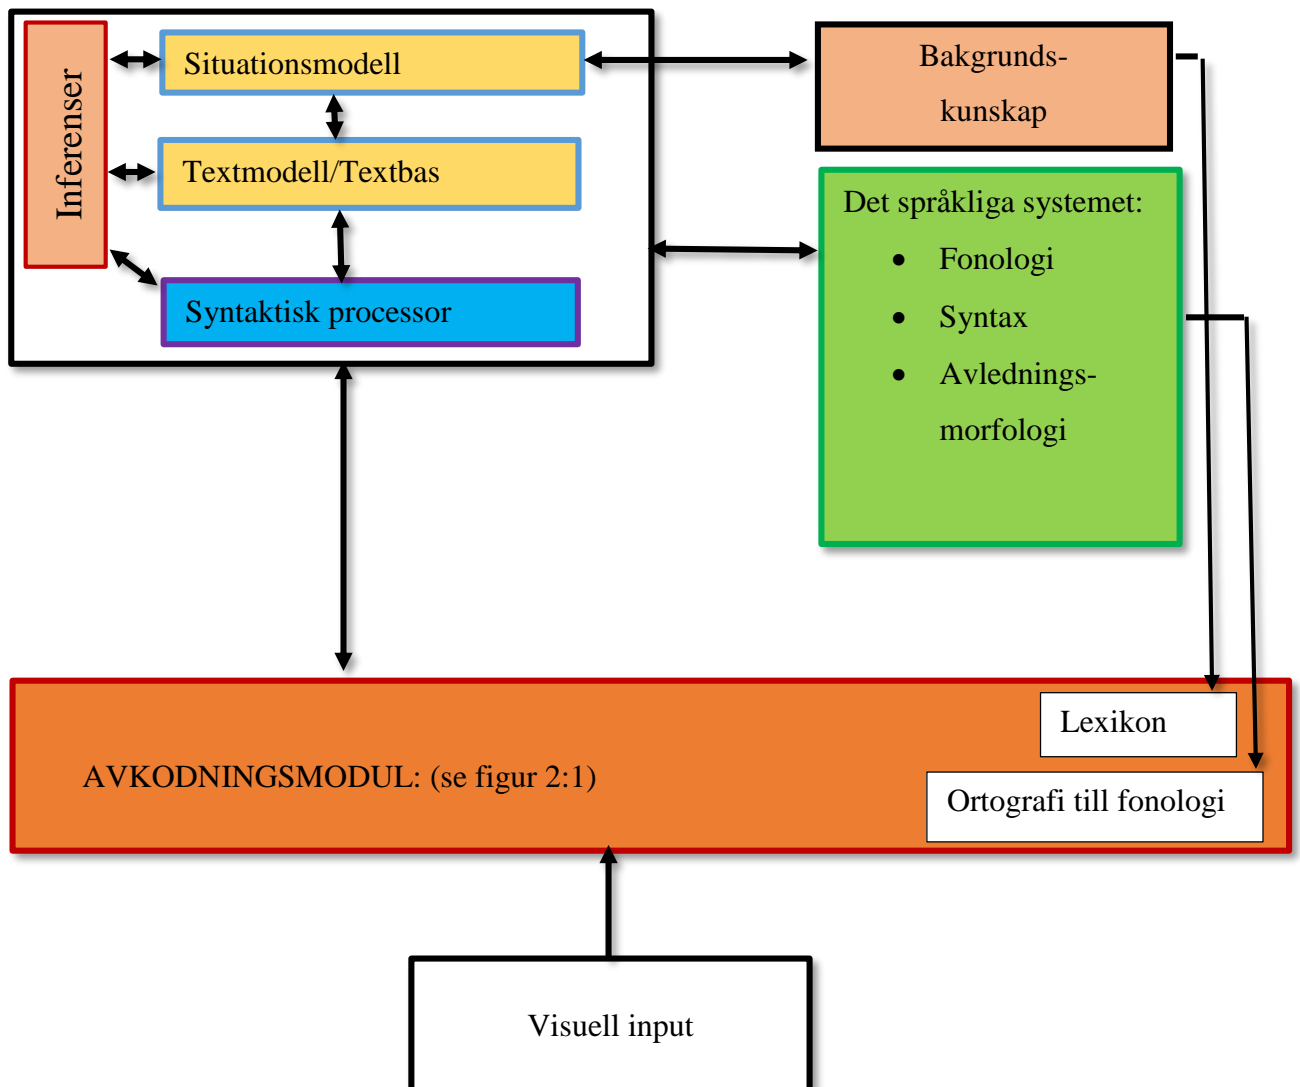 Inferenser
Situationsmodell
Textmodell/Textbas
Syntaktisk processor
Bakgrunds-
kunskap
Det språkliga systemet:
• Fonologi
• Syntax
• Avlednings-
morfologi
Lexikon
AVKODNINGSMODUL: (se figur 2:1)
Ortografi till fonologi
Visuell input